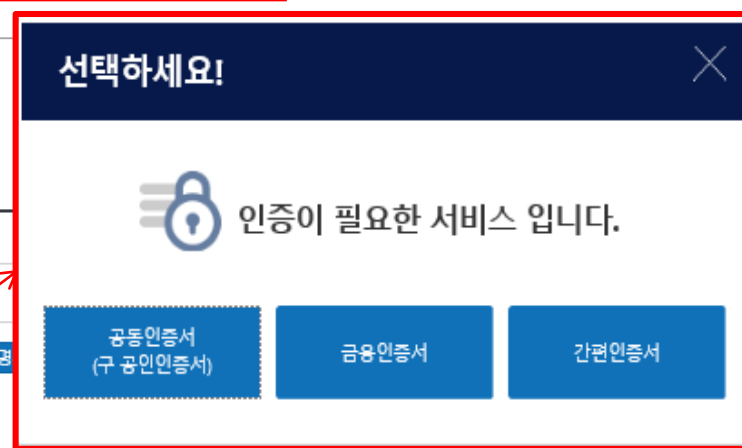 선택하세요!
인증이 필요한 서비스 입니다.
공동인증서
(구 공인인증서)
금융인증서
간편인증서
명